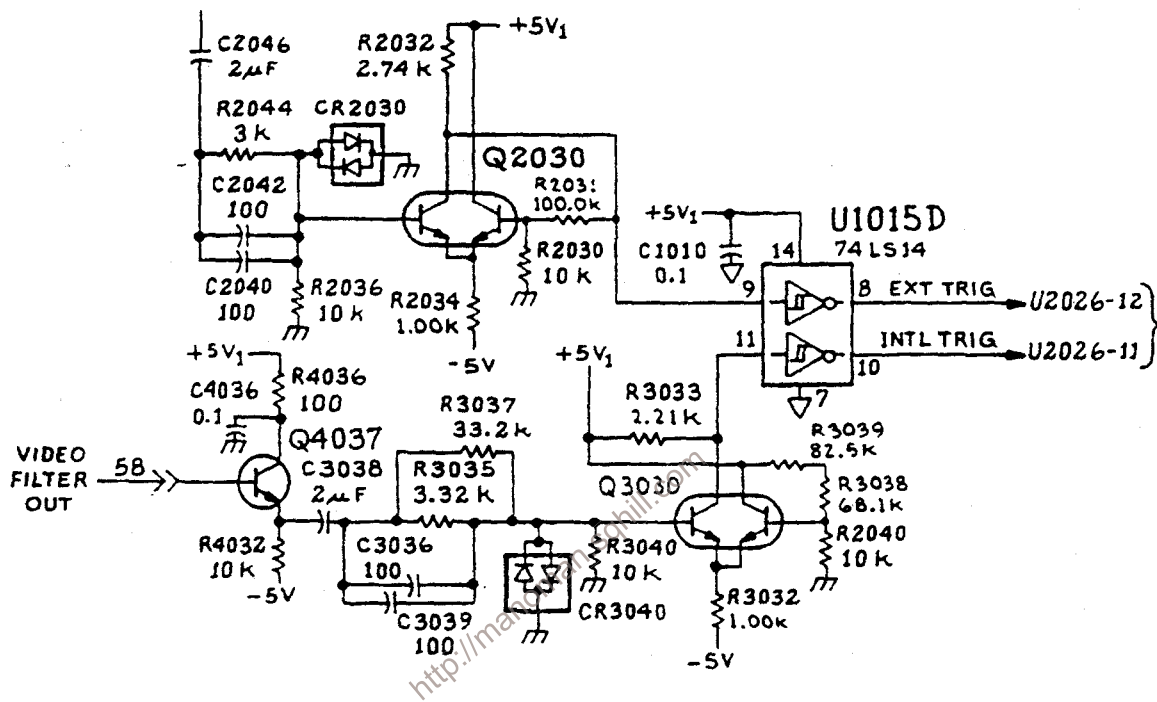 +5V1
C2046
2µF
R2032
2.74 k
R2044
3k
CR2030
Q2030
C2042
100
R2031
100.0k
+5V1
U1015D
74LS14
C1010
0.1
14
R2030
10 k
C2040
100
R2036
10 k
R2034
1.00k
-5V
9
8
EXT TRIG
U2026-12
11
10
INTL TRIG
U2026-11
7
+5V1
R4036
100
C4036
0.1
Q4037
VIDEO
FILTER
OUT
58
R4032
10 k
-5V
C3038
2µF
R3037
33.2k
R3035
3.32 k
C3036
100
C3039
100
CR3040
R3040
10 k
+5V1
R3033
2.21k
Q3030
R3039
82.5k
R3038
68.1k
R2040
10 k
R3032
1.00k
-5V
http://manoman.sqhill.com